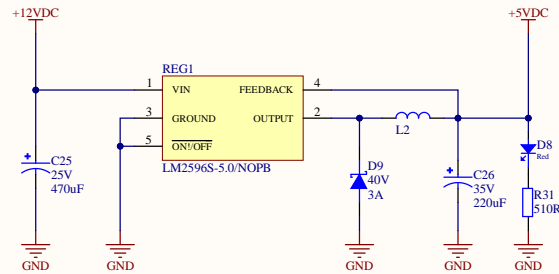 +12VDC
+5VDC
REG1
1
VIN
FEEDBACK
4
3
GROUND
OUTPUT
2
5
ON!/OFF
LM2596S-5.0/NOPB
L2
C25
25V
470uF
D9
40V
3A
C26
35V
220uF
D8
Red
R31
510R
GND
GND
GND
GND
GND